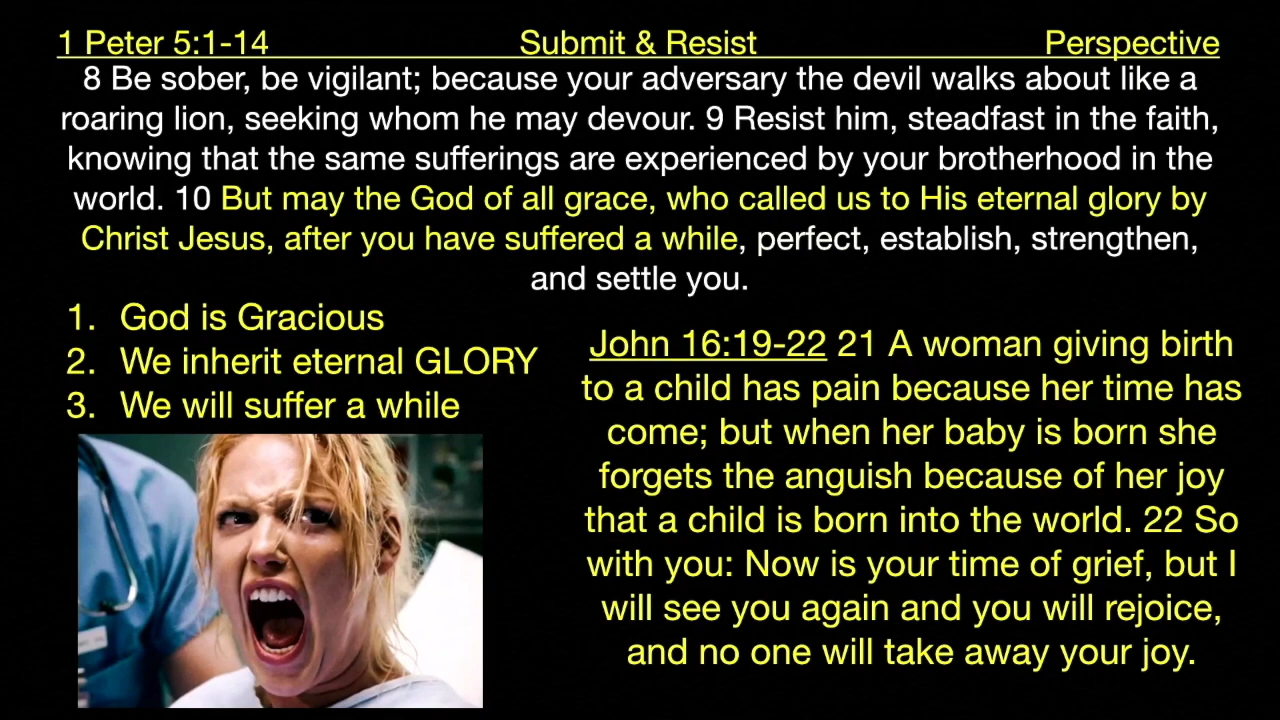 1 Peter 5:1-14 Submit & Resist Perspective
8 Be sober, be vigilant; because your adversary the devil walks about like a
roaring lion, seeking whom he may devour. 9 Resist him, steadfast in the faith,
knowing that the same sufferings are experienced by your brotherhood in the
world. 10 But may the God of all grace, who called us to His eternal glory by
Christ Jesus, after you have suffered a while, perfect, establish, strengthen,
and settle you.
1. God is Gracious
2. We inherit eternal GLORY
3. We will suffer a while
John 16:19-22 21 A woman giving birth
to a child has pain because her time has
come; but when her baby is born she
forgets the anguish because of her joy
that a child is born into the world. 22 So
with you: Now is your time of grief, but I
will see you again and you will rejoice,
and no one will take away your joy.